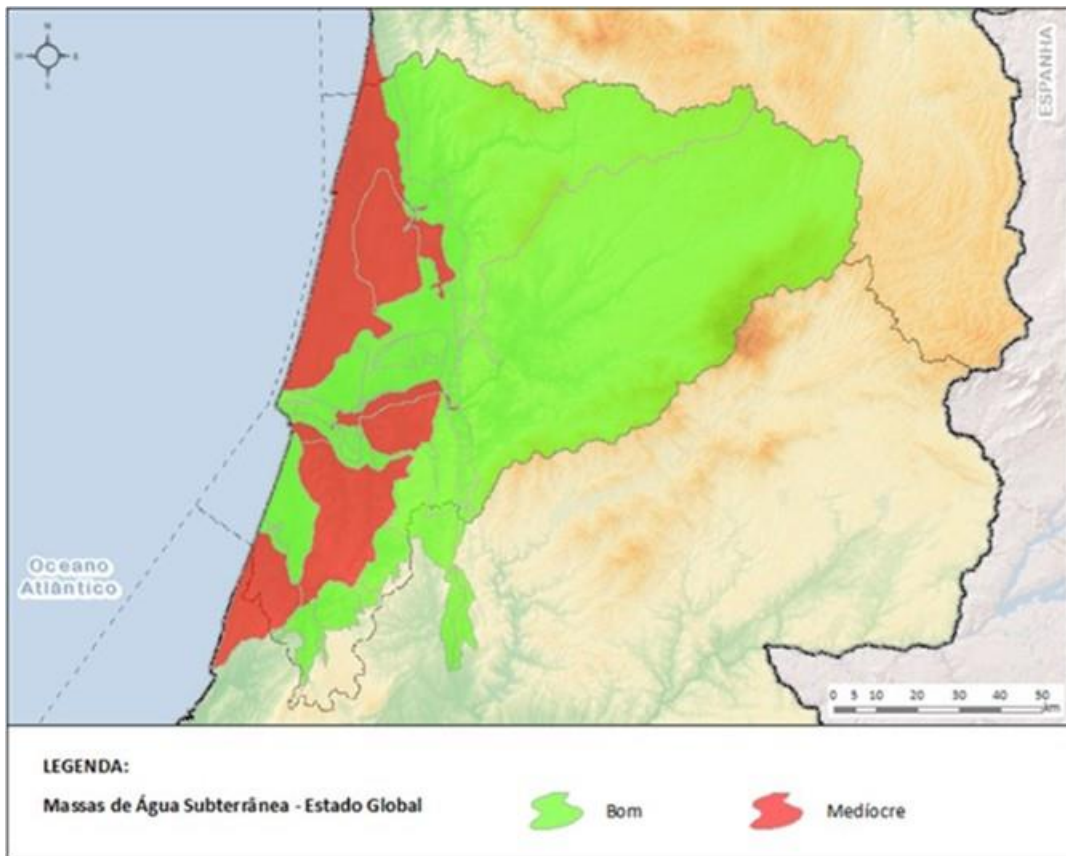 N
W E
S
ESPANHA
Oceano
Atlântico
0 5 10 20 30 40 50
km
LEGENDA:
Massas de Água Subterrânea - Estado Global
Bom
Medíocre